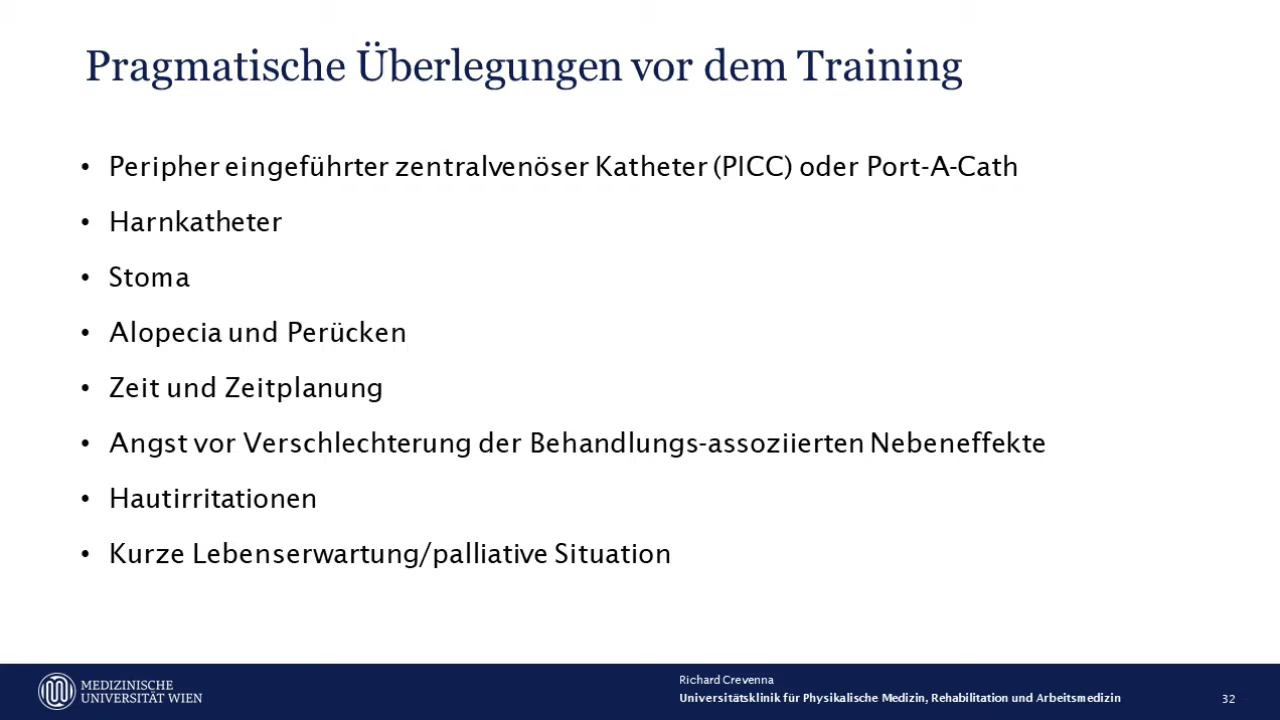 Pragmatische Überlegungen vor dem Training
• Peripher eingeführter zentralvenöser Katheter (PICC) oder Port-A-Cath
• Harnkatheter
• Stoma
• Alopecia und Perücken
• Zeit und Zeitplanung
• Angst vor Verschlechterung der Behandlungs-assoziierten Nebeneffekte
• Hautirritationen
• Kurze Lebenserwartung/palliative Situation
MEDIZINISCHE
UNIVERSITÄT WIEN
Richard Crevenna
Universitätsklinik für Physikalische Medizin, Rehabilitation und Arbeitsmedizin
32